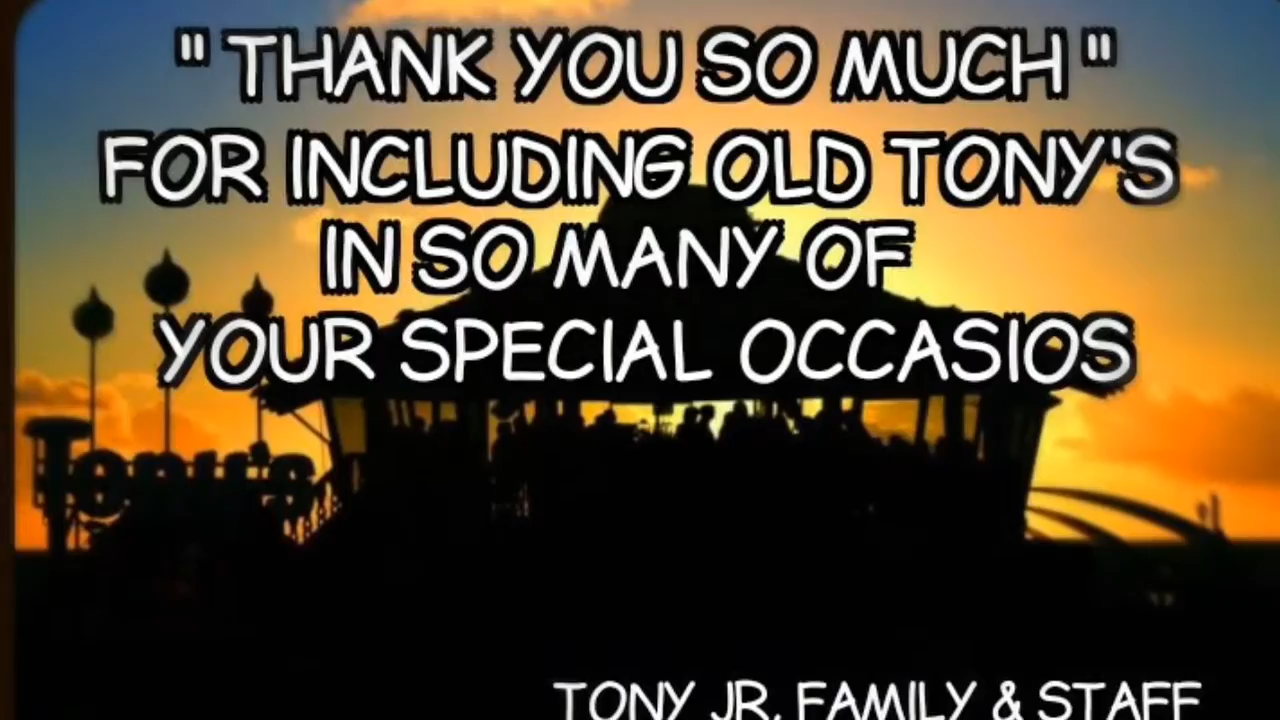 " THANK YOU SO MUCH "
FOR INCLUDING OLD TONY'S
IN SO MANY OF
YOUR SPECIAL OCCASIOS
Tony's
TONY JR, FAMILY & STAFF